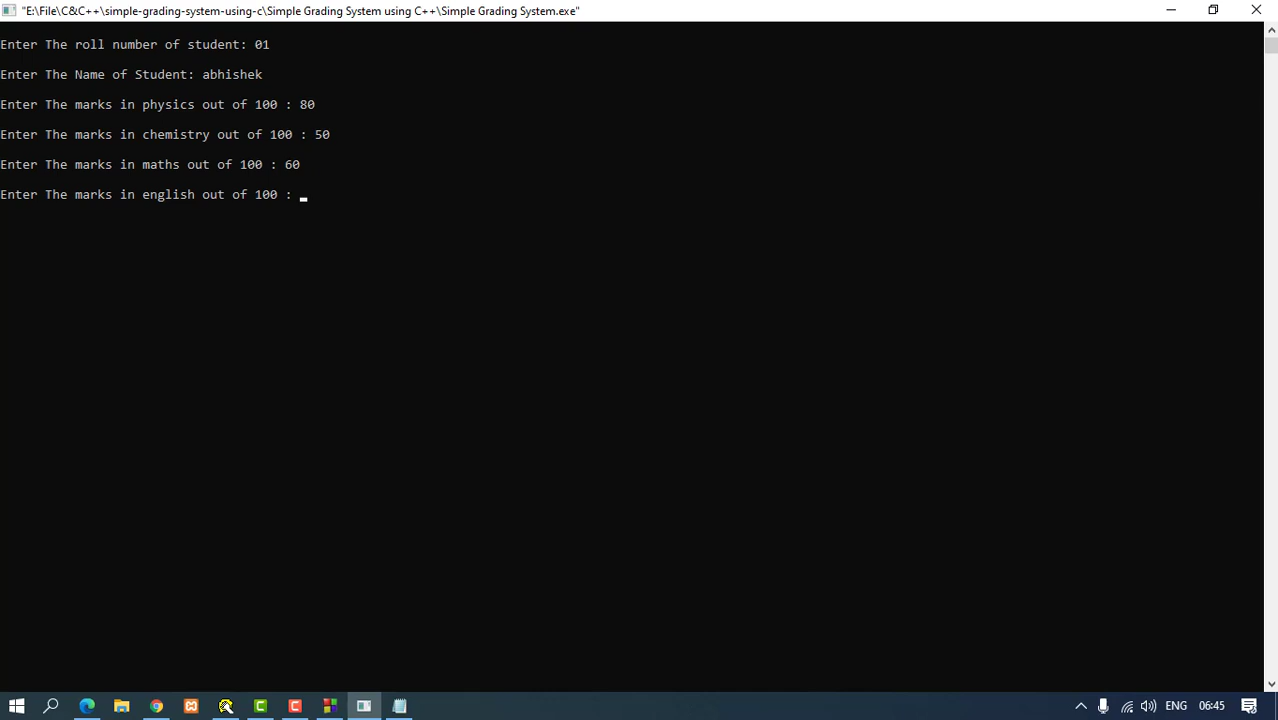 "E:\File\C&C++\simple-grading-system-using-c\Simple Grading System using C++\Simple Grading System.exe"
Enter The roll number of student: 01
Enter The Name of Student: abhishek
Enter The marks in physics out of 100 : 80
Enter The marks in chemistry out of 100 : 50
Enter The marks in maths out of 100 : 60
Enter The marks in english out of 100 :
ENG 06:45